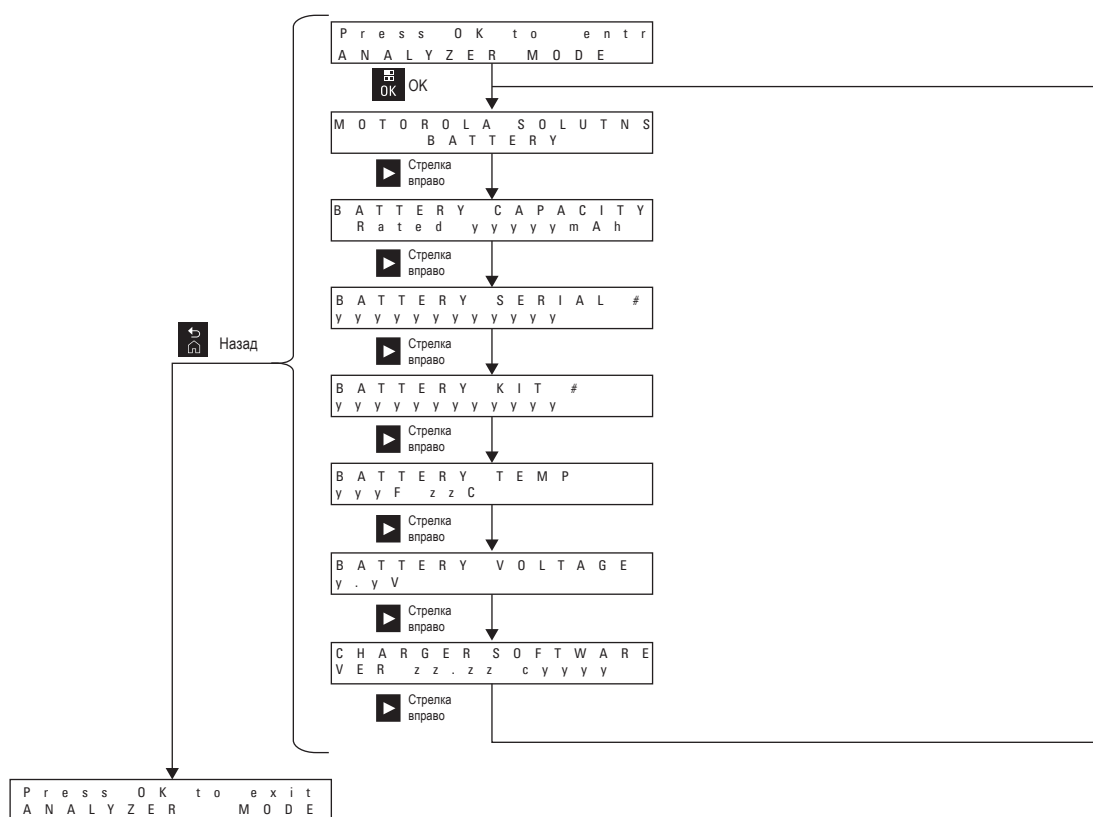 Press OK to entr
ANALYZER MODE
OK OK
MOTOROLA SOLUTNS
BATTERY
Стрелка
вправо
BATTERY CAPACITY
Rated yyyyymAh
Стрелка
вправо
BATTERY SERIAL #
yyyyyyyyyyyy
Назад
Стрелка
вправо
BATTERY KIT #
yyyyyyyyyyyy
Стрелка
вправо
BATTERY TEMP
yyyF zzC
Стрелка
вправо
BATTERY VOLTAGE
y.yV
Стрелка
вправо
CHARGER SOFTWARE
VER zz.zz cyyyy
Стрелка
вправо
Press OK to exit
ANALYZER MODE